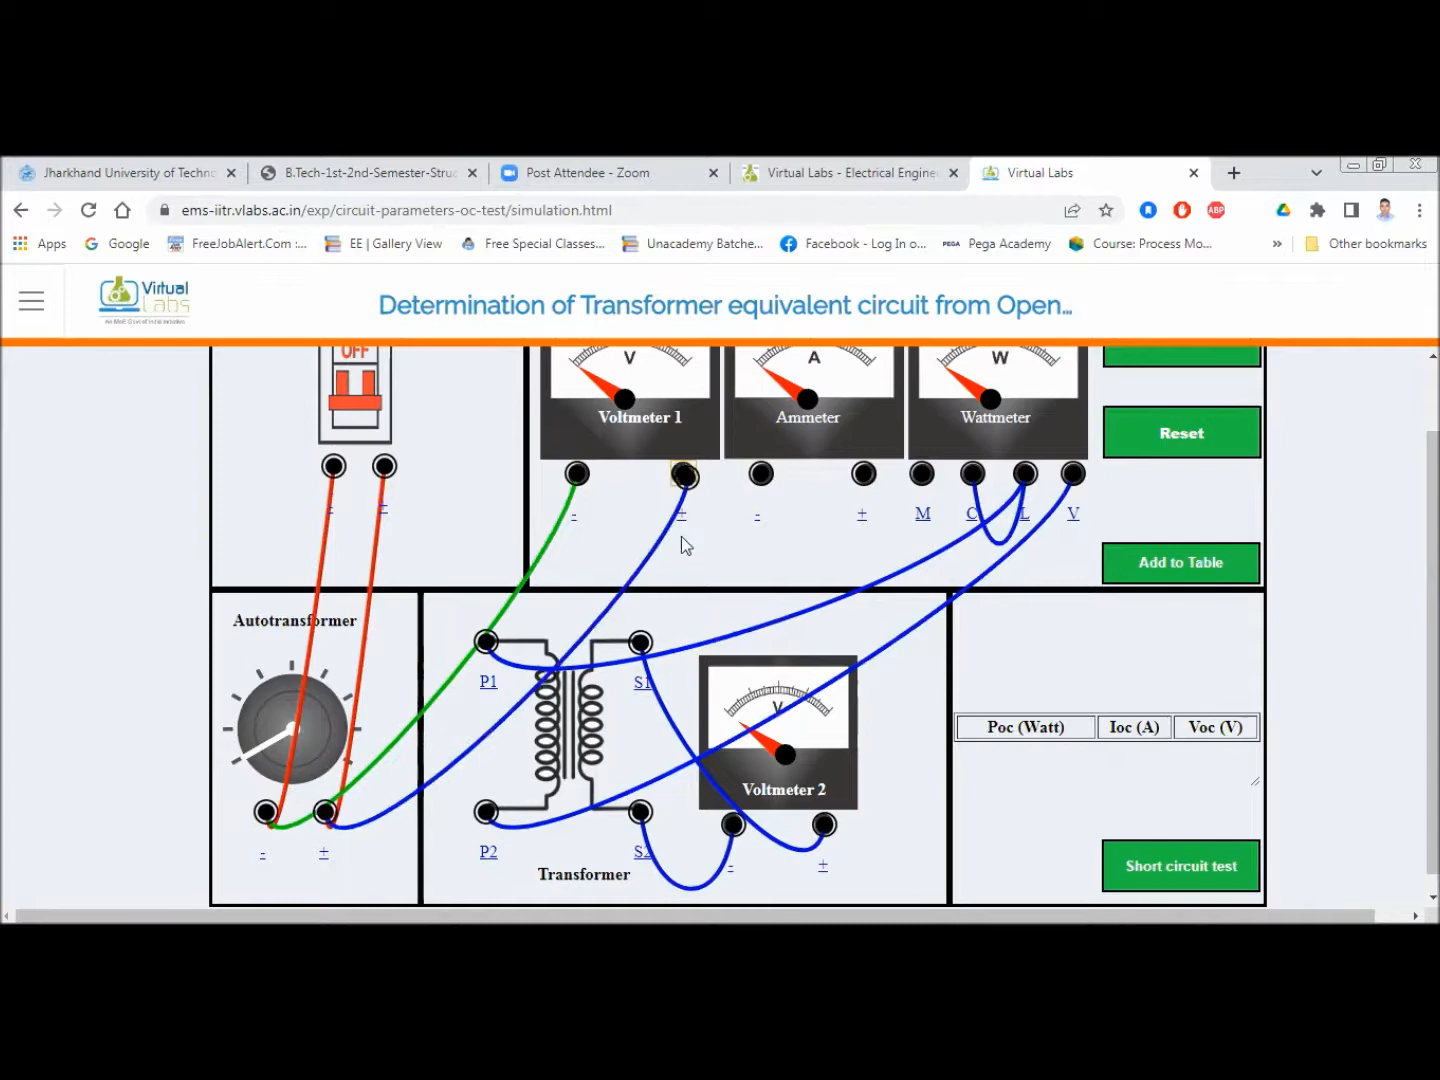 Jharkhand University of Techno
B.Tech-1st-2nd-Semester-Struc
Post Attendee - Zoom
Virtual Labs - Electrical Enginee
Virtual Labs
ems-iitr.vlabs.ac.in/exp/circuit-parameters-oc-test/simulation.html
ABP
Apps
Google
FreeJobAlert.Com :...
EE | Gallery View
Free Special Classes...
Unacademy Batche...
Facebook - Log In o...
PEGA
Pega Academy
Course: Process Mo...
»
Other bookmarks
Virtual
Labs
Determination of Transformer equivalent circuit from Open...
OFF
V
A
W
Voltmeter 1
Ammeter
Wattmeter
Reset
- +
- + - + M C L V
Add to Table
Autotransformer
P1
S1
V
Poc (Watt)
Ioc (A)
Voc (V)
Voltmeter 2
- +
P2
S2
- +
Transformer
Short circuit test